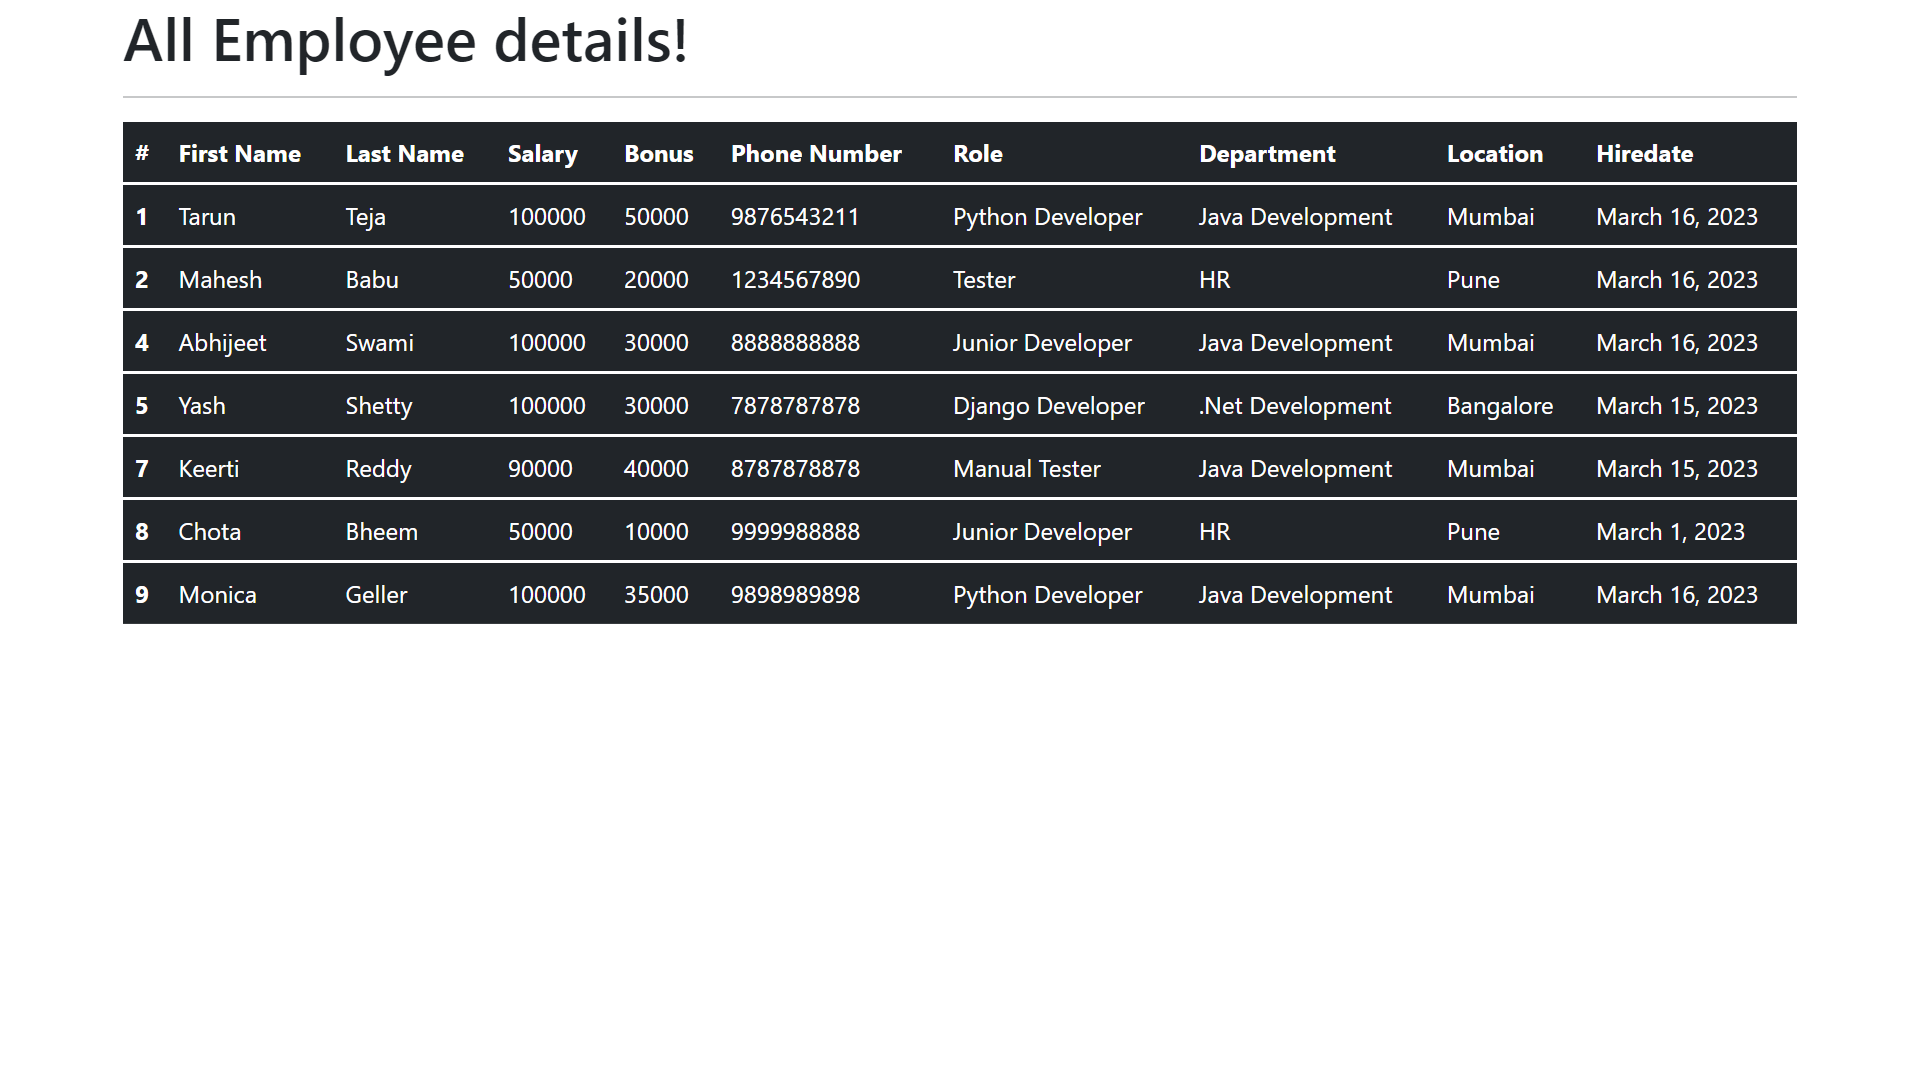 All Employee details!
# First Name Last Name Salary Bonus Phone Number Role Department Location Hiredate
1 Tarun Teja 100000 50000 9876543211 Python Developer Java Development Mumbai March 16, 2023
2 Mahesh Babu 50000 20000 1234567890 Tester HR Pune March 16, 2023
4 Abhijeet Swami 100000 30000 8888888888 Junior Developer Java Development Mumbai March 16, 2023
5 Yash Shetty 100000 30000 7878787878 Django Developer .Net Development Bangalore March 15, 2023
7 Keerti Reddy 90000 40000 8787878878 Manual Tester Java Development Mumbai March 15, 2023
8 Chota Bheem 50000 10000 9999988888 Junior Developer HR Pune March 1, 2023
9 Monica Geller 100000 35000 9898989898 Python Developer Java Development Mumbai March 16, 2023